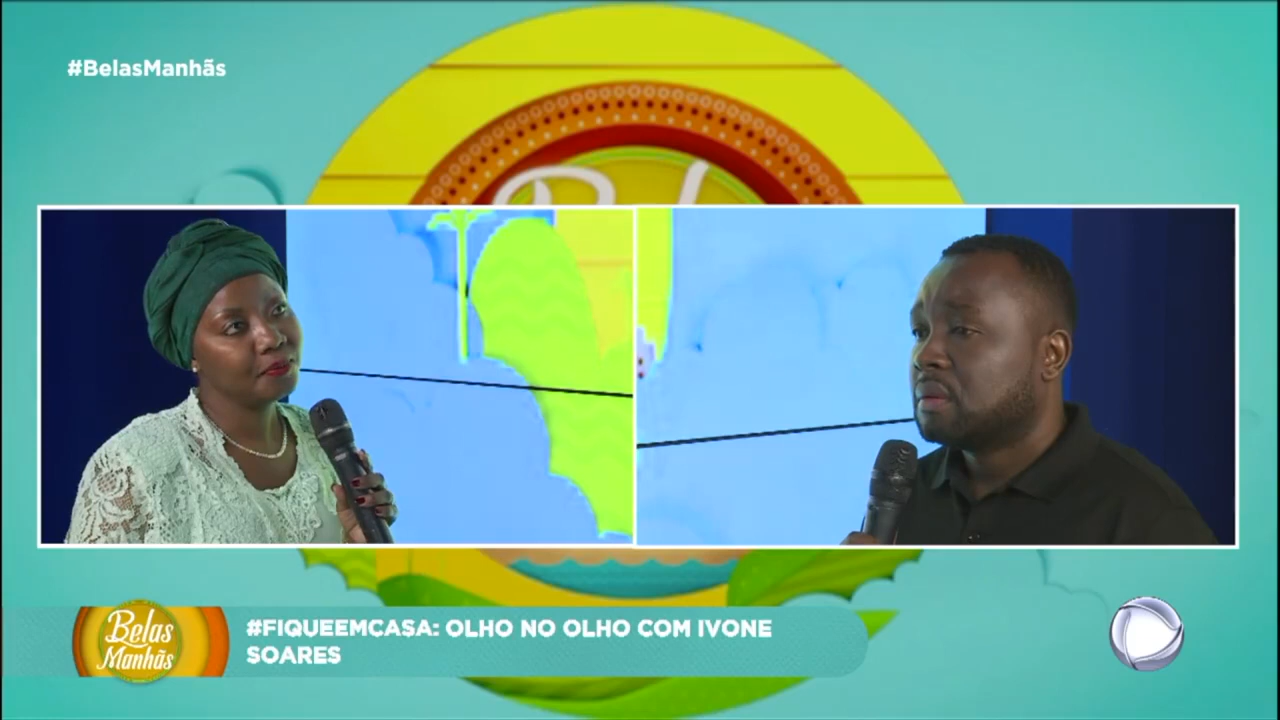 #BelasManhãs
Belas
Manhãs
#FIQUEEMCASA: OLHO NO OLHO COM IVONE
SOARES